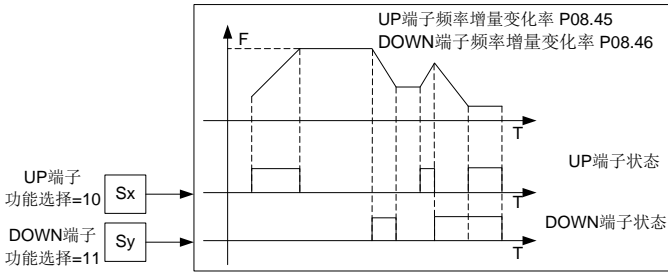 UP端子频率增量变化率 P08.45
DOWN端子频率增量变化率 P08.46
F
T
UP端子
功能选择=10
Sx
UP端子状态
T
DOWN端子
功能选择=11
Sy
DOWN端子状态
T